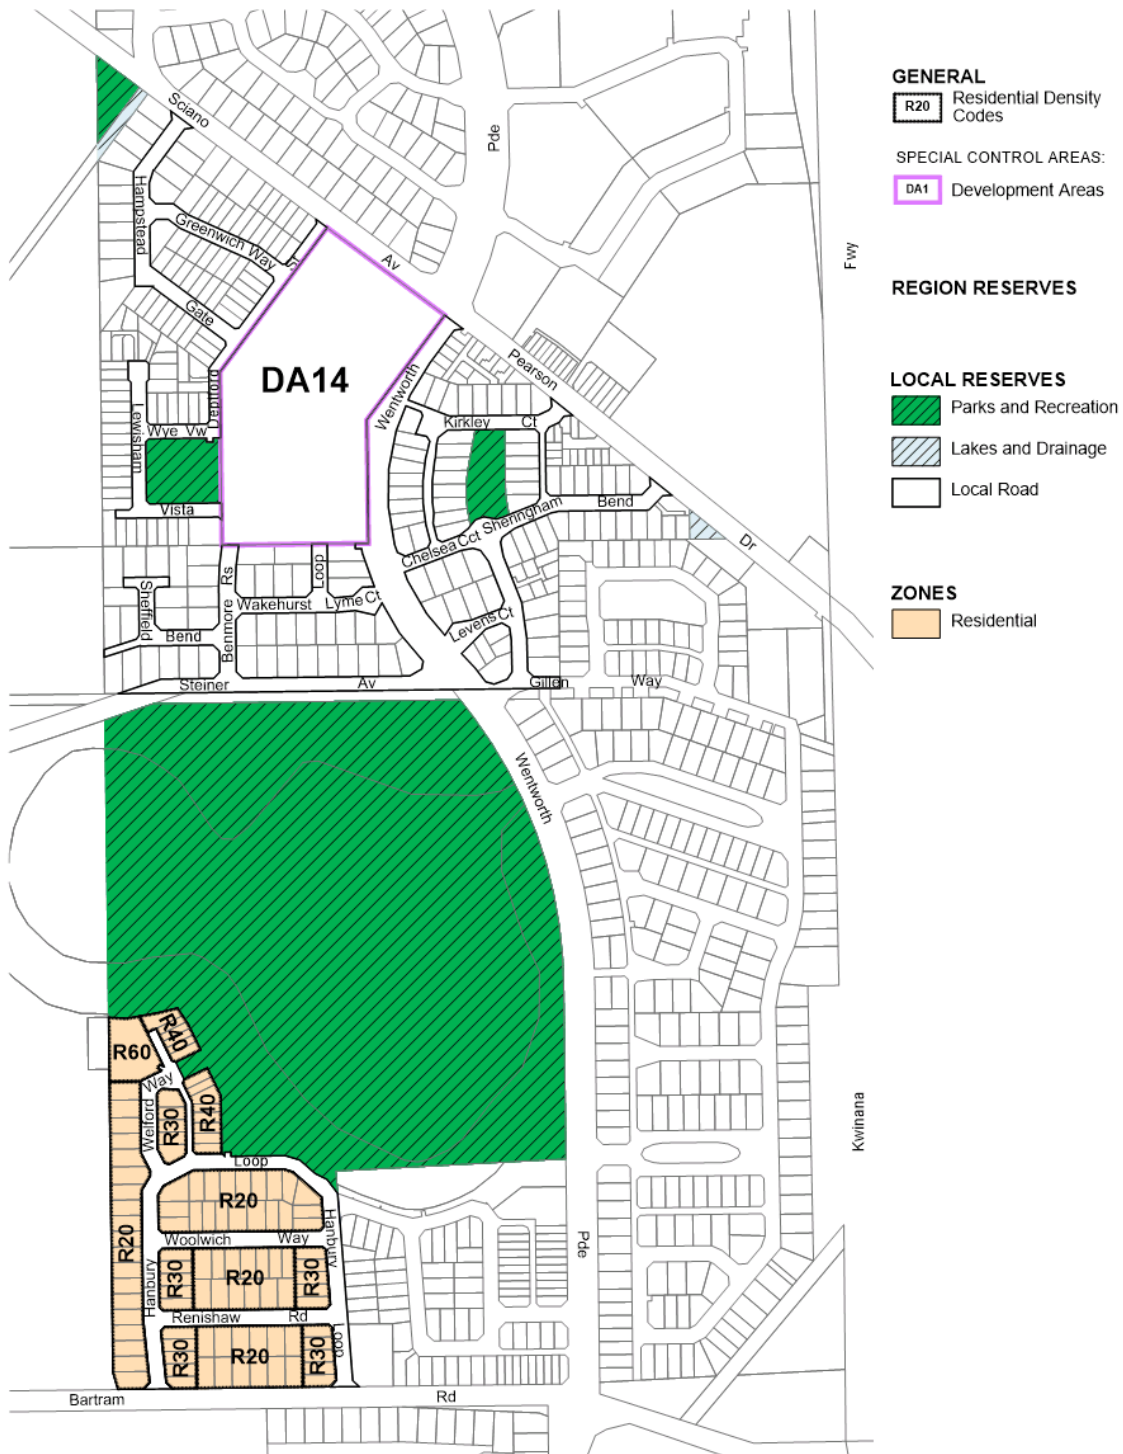 GENERAL
R20
Residential Density
Codes
SPECIAL CONTROL AREAS:
DA1
Development Areas
REGION RESERVES
LOCAL RESERVES
Parks and Recreation
Lakes and Drainage
Local Road
ZONES
Residential
Sciano
Av
Pde
Fwy
Hampstead
Greenwich Way
Gate
DA14
Deptford
Wentworth
Pearson
Kirkley Ct
Lewisham
Wye Vw
Vista
Bend
Sheringham
Chelsea Cct
Dr
Rs
Loop
Sheffield
Wakehurst
Lyme Ct
Benmore
Bend
Levens Ct
Steiner Av
Gillen Way
Wentworth
R40
R60
Way
Welford
R30
R40
Kwinana
Loop
R20
R20
Woolwich Way
Hanbury
Hanbury
R30
R20
R30
Pde
Renishaw Rd
R30
R20
R30
Loop
Bartram Rd